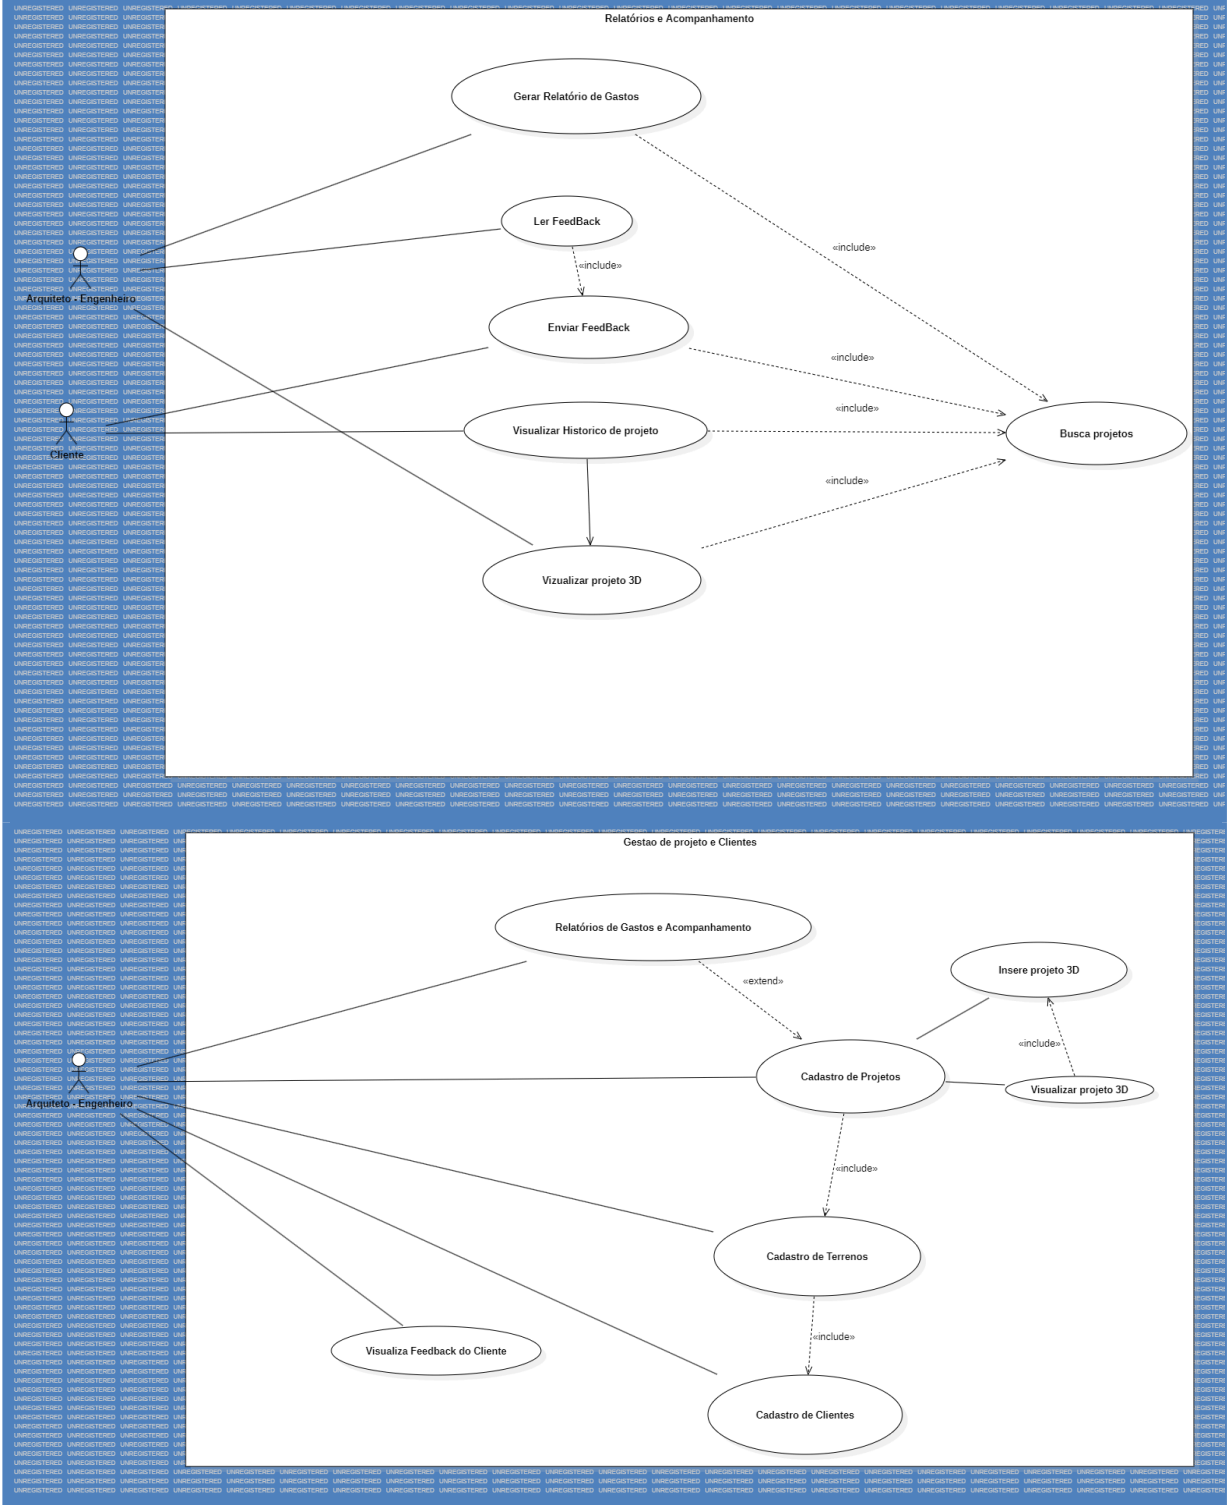 Relatórios e Acompanhamento
Gerar Relatório de Gastos
Ler FeedBack
«include»
«include»
Arquiteto - Engenheiro
Enviar FeedBack
«include»
«include»
Visualizar Historico de projeto
Busca projetos
Cliente
«include»
Vizualizar projeto 3D
UNREGISTERED
Gestao de projeto e Clientes
Relatórios de Gastos e Acompanhamento
Insere projeto 3D
«extend»
«include»
Cadastro de Projetos
Visualizar projeto 3D
Arquiteto - Engenheiro
«include»
Cadastro de Terrenos
«include»
Visualiza Feedback do Cliente
Cadastro de Clientes
UNREGISTERED